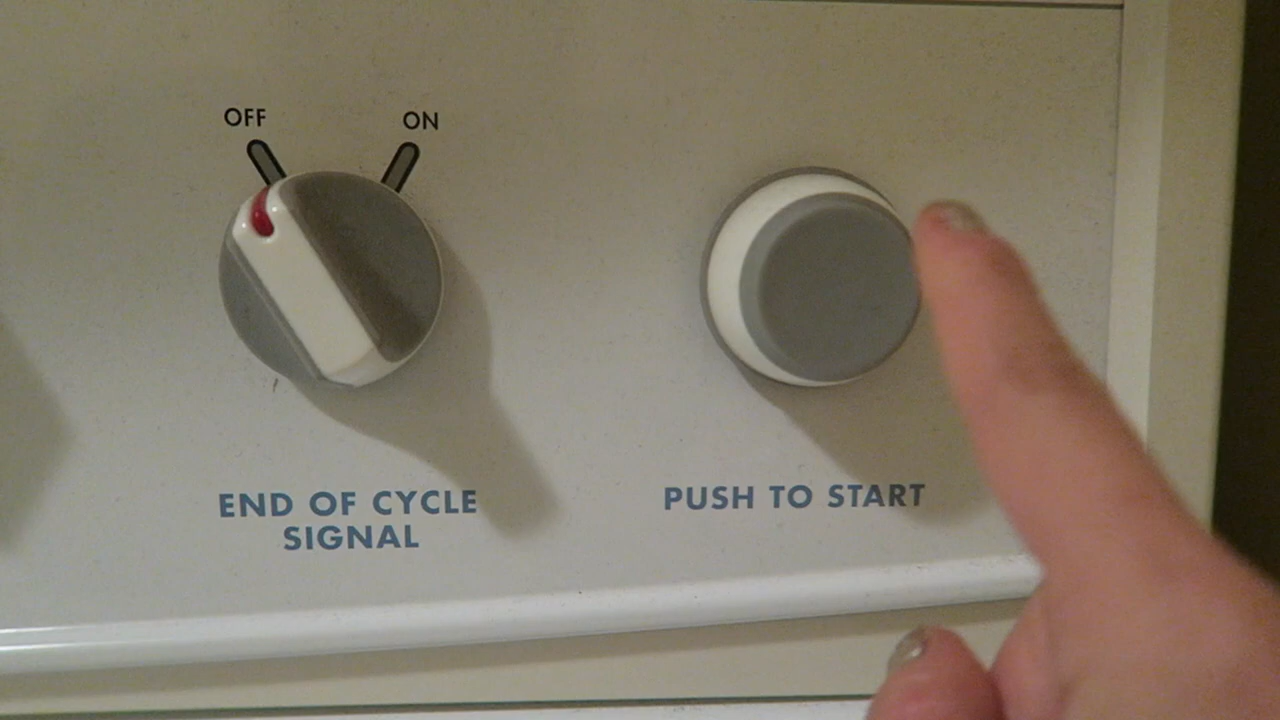 OFF
ON
END OF CYCLE
SIGNAL
PUSH TO START